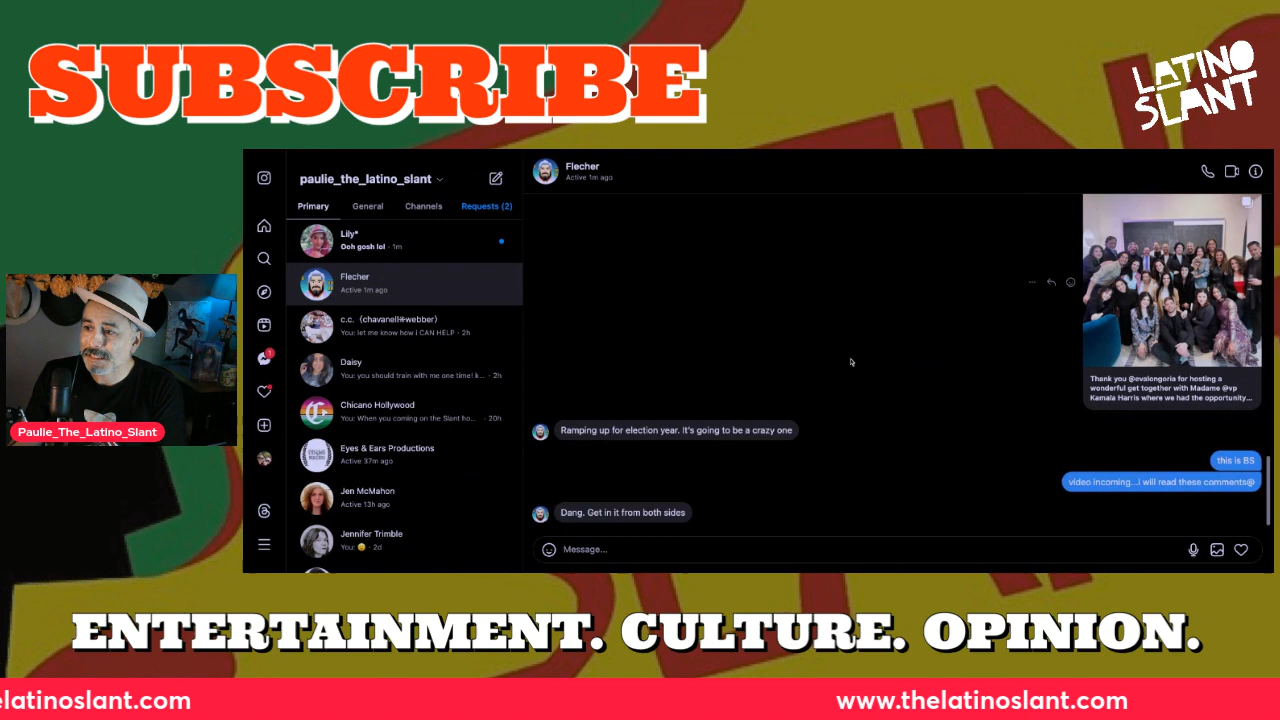 SUBSCRIBE
LATINO
SLANT
paulie_the_latino_slant
Primary
General
Channels
Requests (2)
Lily*
Ooh gosh lol · 1m
Flecher
Active 1m ago
c.c. (chavanell※webber)
You: let me know how I CAN HELP · 2h
Daisy
You: you should train with me one time! k... · 2h
Chicano Hollywood
You: When you coming on the Slant ho... · 20h
Eyes & Ears Productions
Active 37m ago
Jen McMahon
Active 13h ago
Jennifer Trimble
You: 😄 · 2d
1
Flecher
Active 1m ago
Thank you @evalongoria for hosting a
wonderful get together with Madame @vp
Kamala Harris where we had the opportunity...
Ramping up for election year. It's going to be a crazy one
this is BS
video incoming...i will read these comments@
Dang. Get in it from both sides
Message...
Paulie_The_Latino_Slant
ENTERTAINMENT. CULTURE. OPINION.
elatinoslant.com
www.thelatinoslant.com